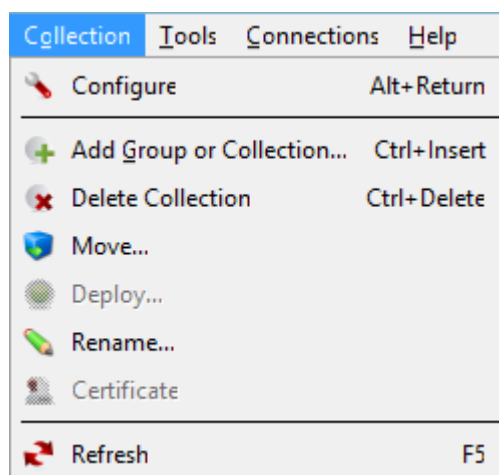 Collection Tools Connections Help
Configure Alt+Return
Add Group or Collection... Ctrl+Insert
Delete Collection Ctrl+Delete
Move...
Deploy...
Rename...
Certificate
Refresh F5